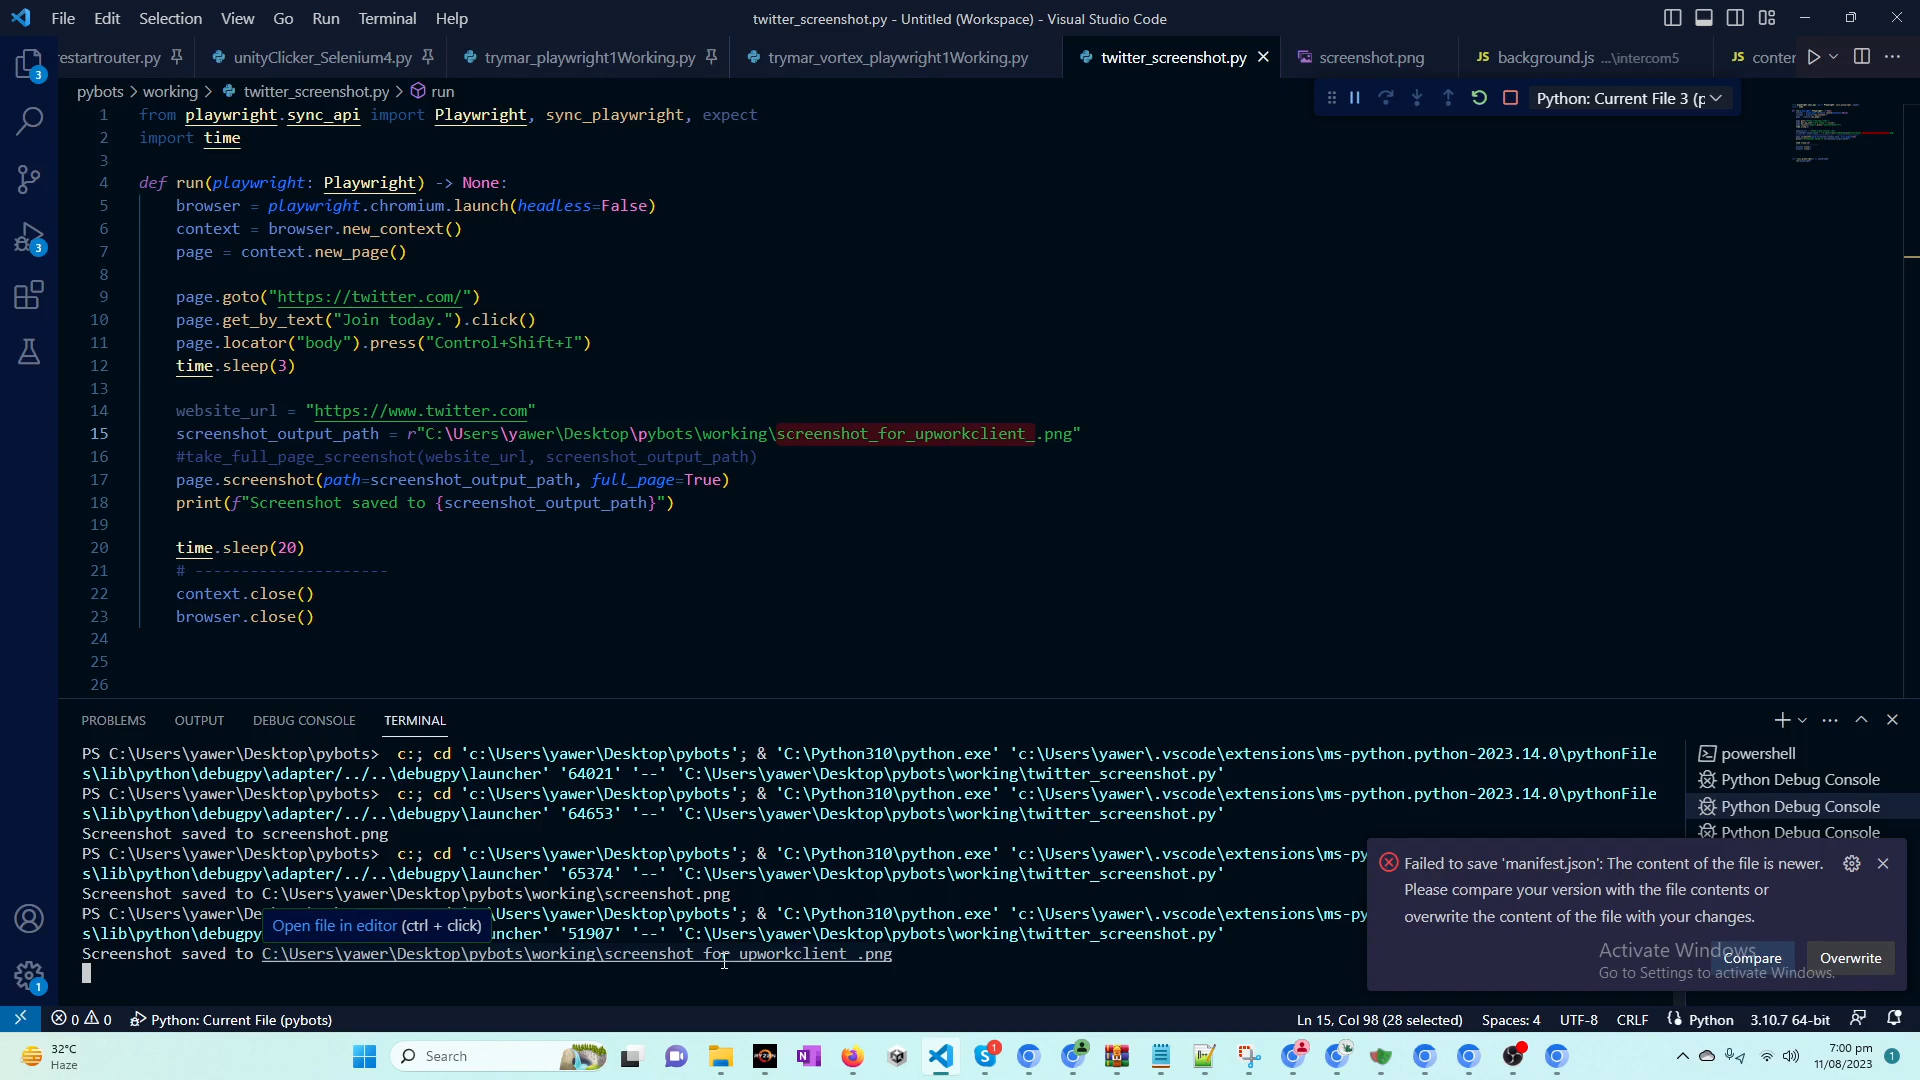 File Edit Selection View Go Run Terminal Help
twitter_screenshot.py - Untitled (Workspace) - Visual Studio Code
restartrouter.py unityClicker_Selenium4.py trymar_playwright1Working.py trymar_vortex_playwright1Working.py twitter_screenshot.py screenshot.png JS background.js ...\intercom5 JS conter
pybots > working > twitter_screenshot.py > run
Python: Current File 3 (p
1 from playwright.sync_api import Playwright, sync_playwright, expect
2 import time
3
4 def run(playwright: Playwright) -> None:
5 browser = playwright.chromium.launch(headless=False)
6 context = browser.new_context()
7 page = context.new_page()
8
9 page.goto("https://twitter.com/")
10 page.get_by_text("Join today.").click()
11 page.locator("body").press("Control+Shift+I")
12 time.sleep(3)
13
14 website_url = "https://www.twitter.com"
15 screenshot_output_path = r"C:\Users\yawer\Desktop\pybots\working\screenshot_for_upworkclient_.png"
16 #take_full_page_screenshot(website_url, screenshot_output_path)
17 page.screenshot(path=screenshot_output_path, full_page=True)
18 print(f"Screenshot saved to {screenshot_output_path}")
19
20 time.sleep(20)
21 # ---------------------
22 context.close()
23 browser.close()
24
25
26
PROBLEMS OUTPUT DEBUG CONSOLE TERMINAL
PS C:\Users\yawer\Desktop\pybots> c:; cd 'c:\Users\yawer\Desktop\pybots'; & 'C:\Python310\python.exe' 'c:\Users\yawer\.vscode\extensions\ms-python.python-2023.14.0\pythonFile
s\lib\python\debugpy\adapter/../..\debugpy\launcher' '64021' '--' 'C:\Users\yawer\Desktop\pybots\working\twitter_screenshot.py'
PS C:\Users\yawer\Desktop\pybots> c:; cd 'c:\Users\yawer\Desktop\pybots'; & 'C:\Python310\python.exe' 'c:\Users\yawer\.vscode\extensions\ms-python.python-2023.14.0\pythonFile
s\lib\python\debugpy\adapter/../..\debugpy\launcher' '64653' '--' 'C:\Users\yawer\Desktop\pybots\working\twitter_screenshot.py'
Screenshot saved to screenshot.png
PS C:\Users\yawer\Desktop\pybots> c:; cd 'c:\Users\yawer\Desktop\pybots'; & 'C:\Python310\python.exe' 'c:\Users\yawer\.vscode\extensions\ms-p
s\lib\python\debugpy\adapter/../..\debugpy\launcher' '65374' '--' 'C:\Users\yawer\Desktop\pybots\working\twitter_screenshot.py'
Screenshot saved to C:\Users\yawer\Desktop\pybots\working\screenshot.png
PS C:\Users\yawer\Deskto \Users\yawer\Desktop\pybots'; & 'C:\Python310\python.exe' 'c:\Users\yawer\.vscode\extensions\ms-p
Open file in editor (ctrl + click)
s\lib\python\debugpy uncher' '51907' '--' 'C:\Users\yawer\Desktop\pybots\working\twitter_screenshot.py'
Screenshot saved to C:\Users\yawer\Desktop\pybots\working\screenshot_for_upworkclient_.png
powershell
Python Debug Console
Python Debug Console
Python Debug Console
Failed to save 'manifest.json': The content of the file is newer.
Please compare your version with the file contents or
overwrite the content of the file with your changes.
Compare Overwrite
Activate Windows
Go to Settings to activate Windows.
0 0 Python: Current File (pybots) Ln 15, Col 98 (28 selected) Spaces: 4 UTF-8 CRLF Python 3.10.7 64-bit
32°C
Haze
Search
7:00 pm
11/08/2023